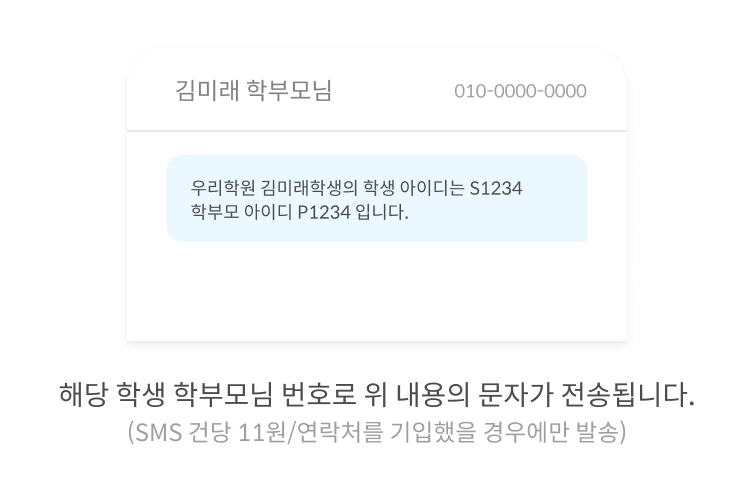 김미래 학부모님 010-0000-0000
우리학원 김미래학생의 학생 아이디는 S1234
학부모 아이디 P1234 입니다.
해당 학생 학부모님 번호로 위 내용의 문자가 전송됩니다.
(SMS 건당 11원/연락처를 기입했을 경우에만 발송)